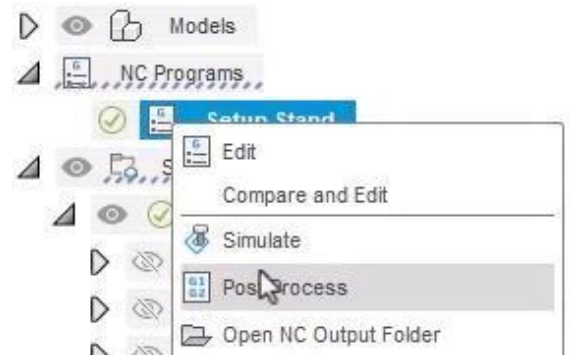 Models
NC Programs
Setup Stand
Edit
Compare and Edit
Simulate
Post Process
Open NC Output Folder